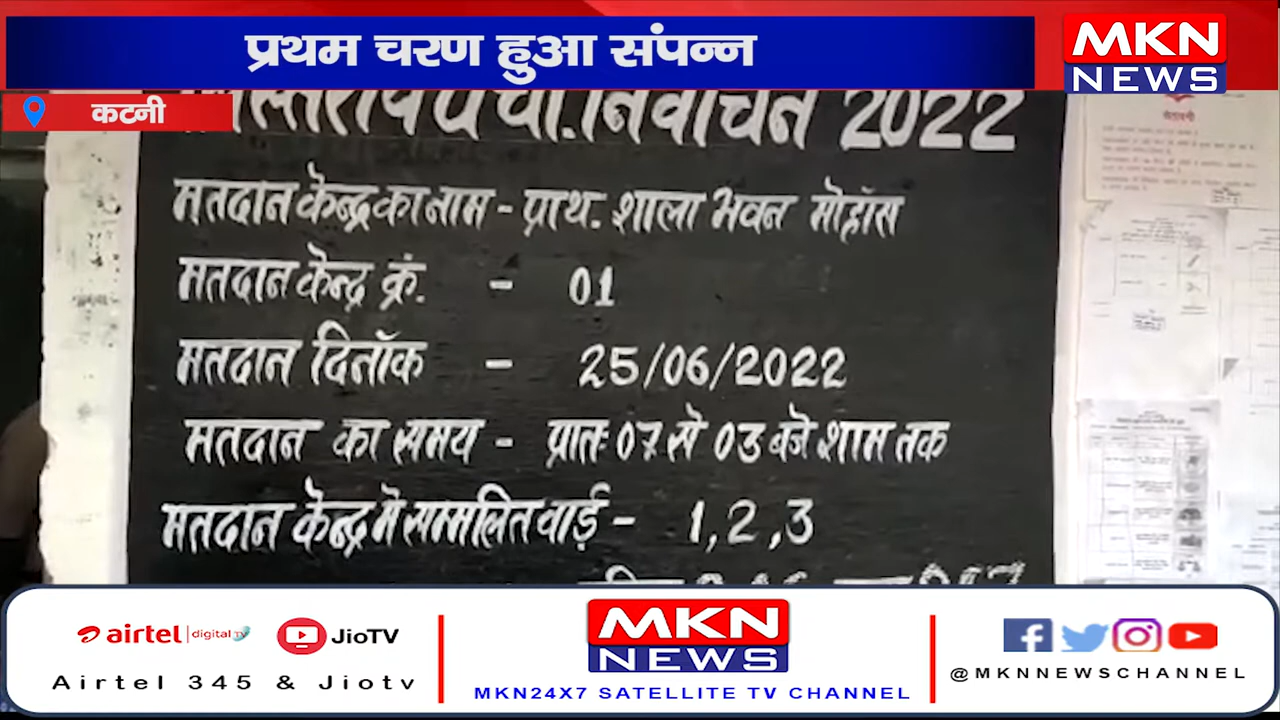 प्रथम चरण हुआ संपन्न
MKN
NEWS
कटनी
निर्वाचन 2022
मतदान केन्द्र का नाम - प्राथ. शाला भवन मोहॉस
मतदान केन्द्र क्रं. - 01
मतदान दिनॉक - 25/06/2022
मतदान का समय - प्रातः 07 से 03 बजे शाम तक
मतदान केन्द्र मे सम्मलित वार्ड - 1, 2, 3
airtel digital TV
JioTV
Airtel 345 & Jiotv
MKN
NEWS
MKN24X7 SATELLITE TV CHANNEL
@MKNNEWSCHANNEL